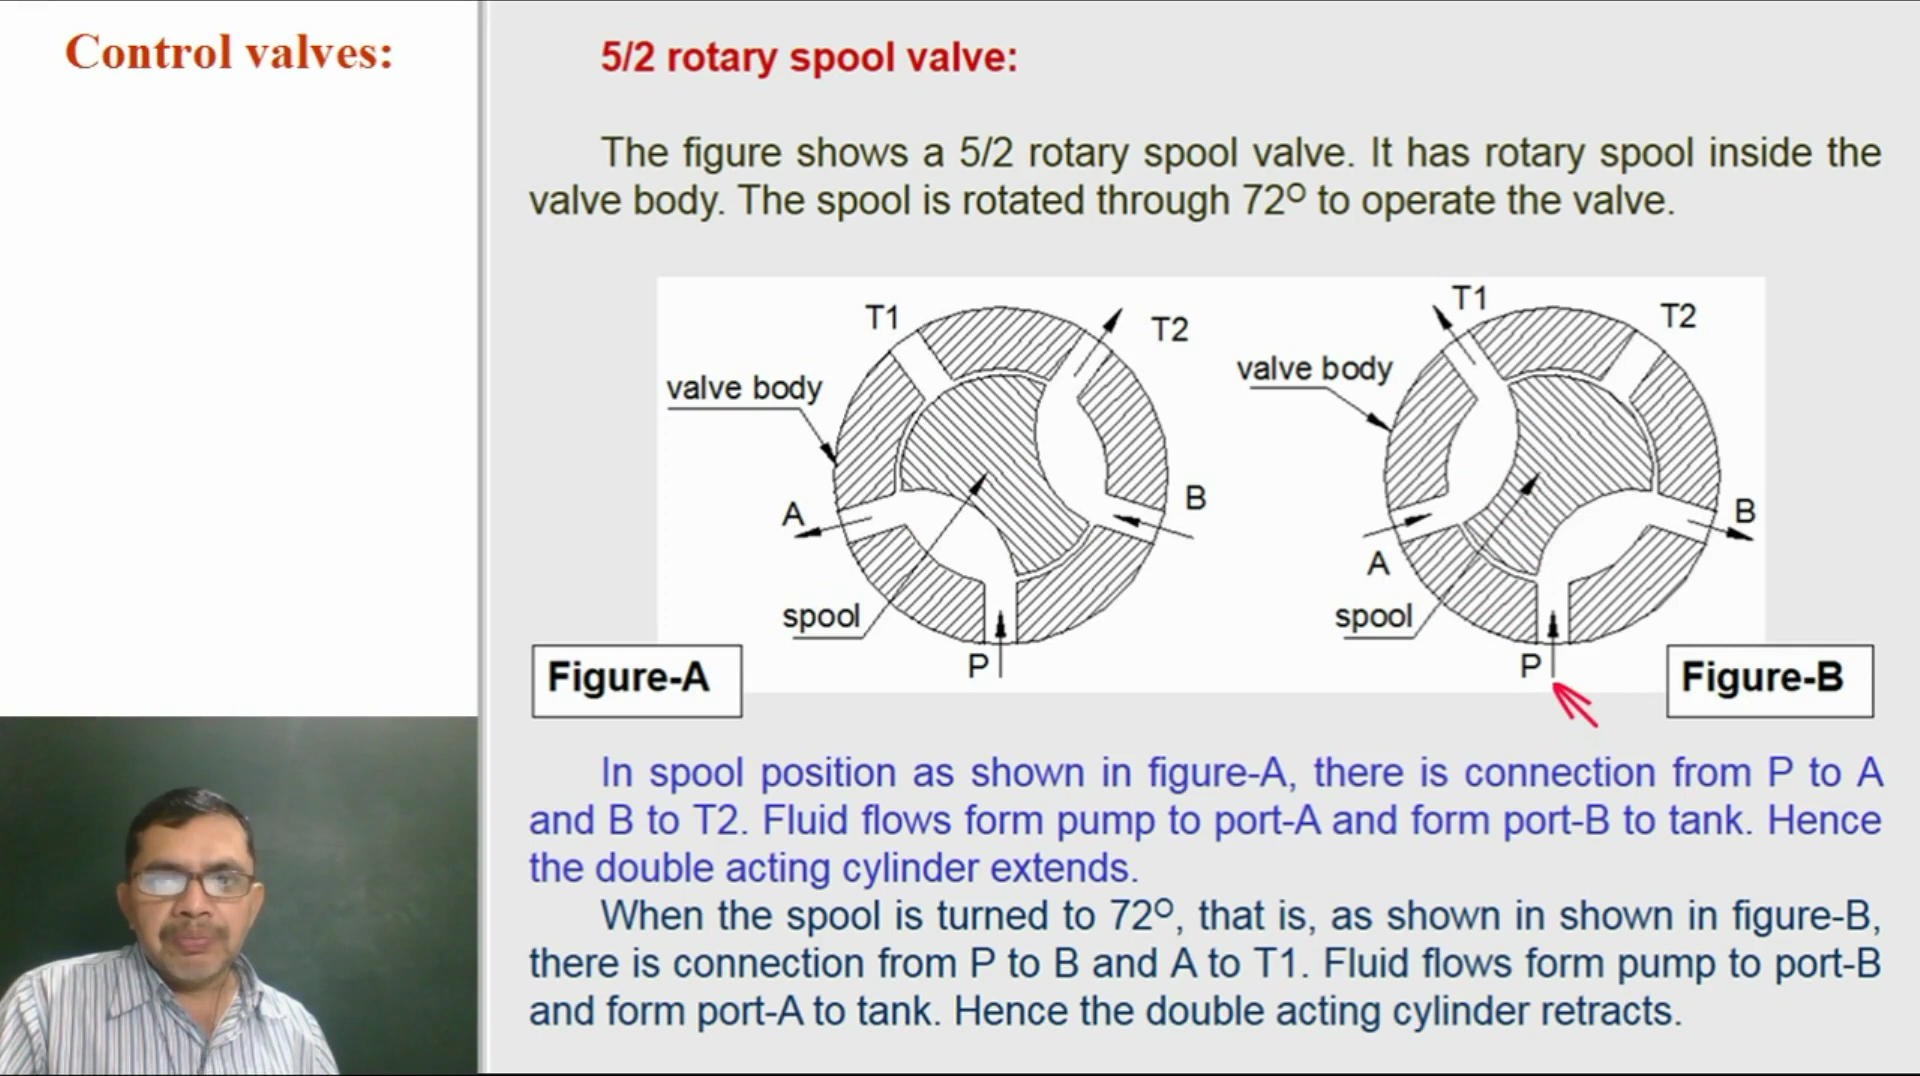 Control valves:
5/2 rotary spool valve:
The figure shows a 5/2 rotary spool valve. It has rotary spool inside the
valve body. The spool is rotated through 72O to operate the valve.
T1
T2
valve body
A
B
spool
P
Figure-A
T1
T2
valve body
A
B
spool
P
Figure-B
In spool position as shown in figure-A, there is connection from P to A
and B to T2. Fluid flows form pump to port-A and form port-B to tank. Hence
the double acting cylinder extends.
When the spool is turned to 72O, that is, as shown in shown in figure-B,
there is connection from P to B and A to T1. Fluid flows form pump to port-B
and form port-A to tank. Hence the double acting cylinder retracts.